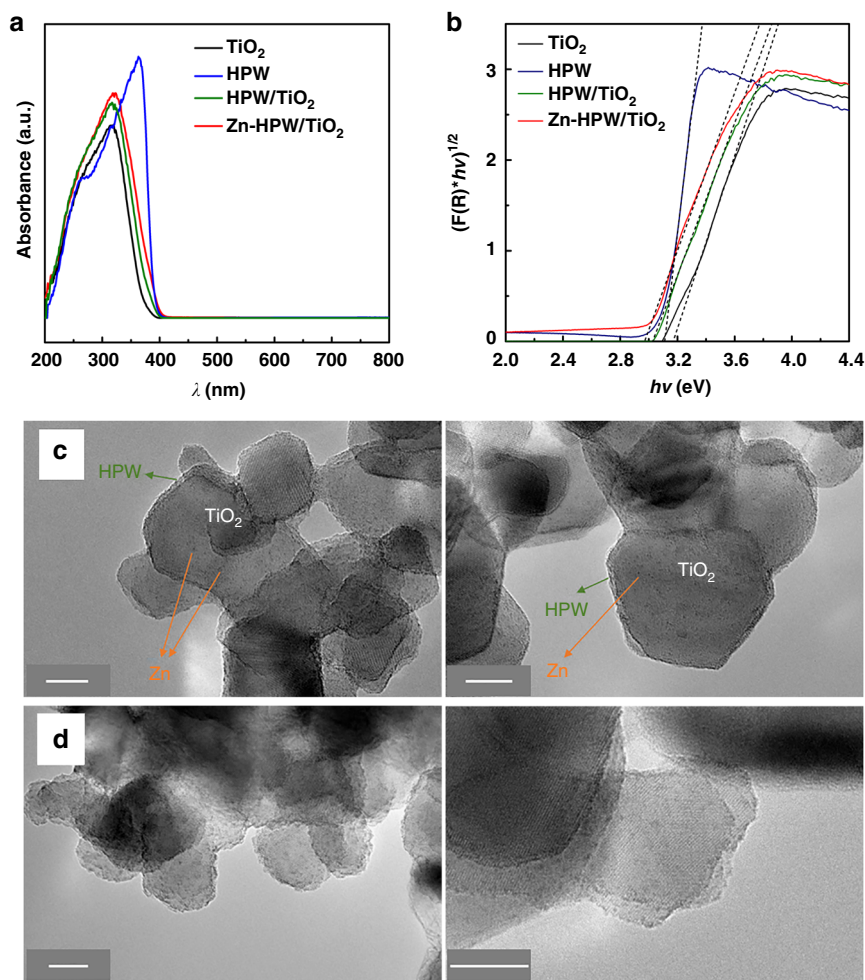 a
TiO2
HPW
HPW/TiO2
Zn-HPW/TiO2
Absorbance (a.u.)
200 300 400 500 600 700 800
λ (nm)
b
TiO2
HPW
HPW/TiO2
Zn-HPW/TiO2
(F(R)*hv)1/2
3
2
1
0
2.0 2.4 2.8 3.2 3.6 4.0 4.4
hv (eV)
c
HPW
TiO2
Zn
TiO2
HPW
Zn
d